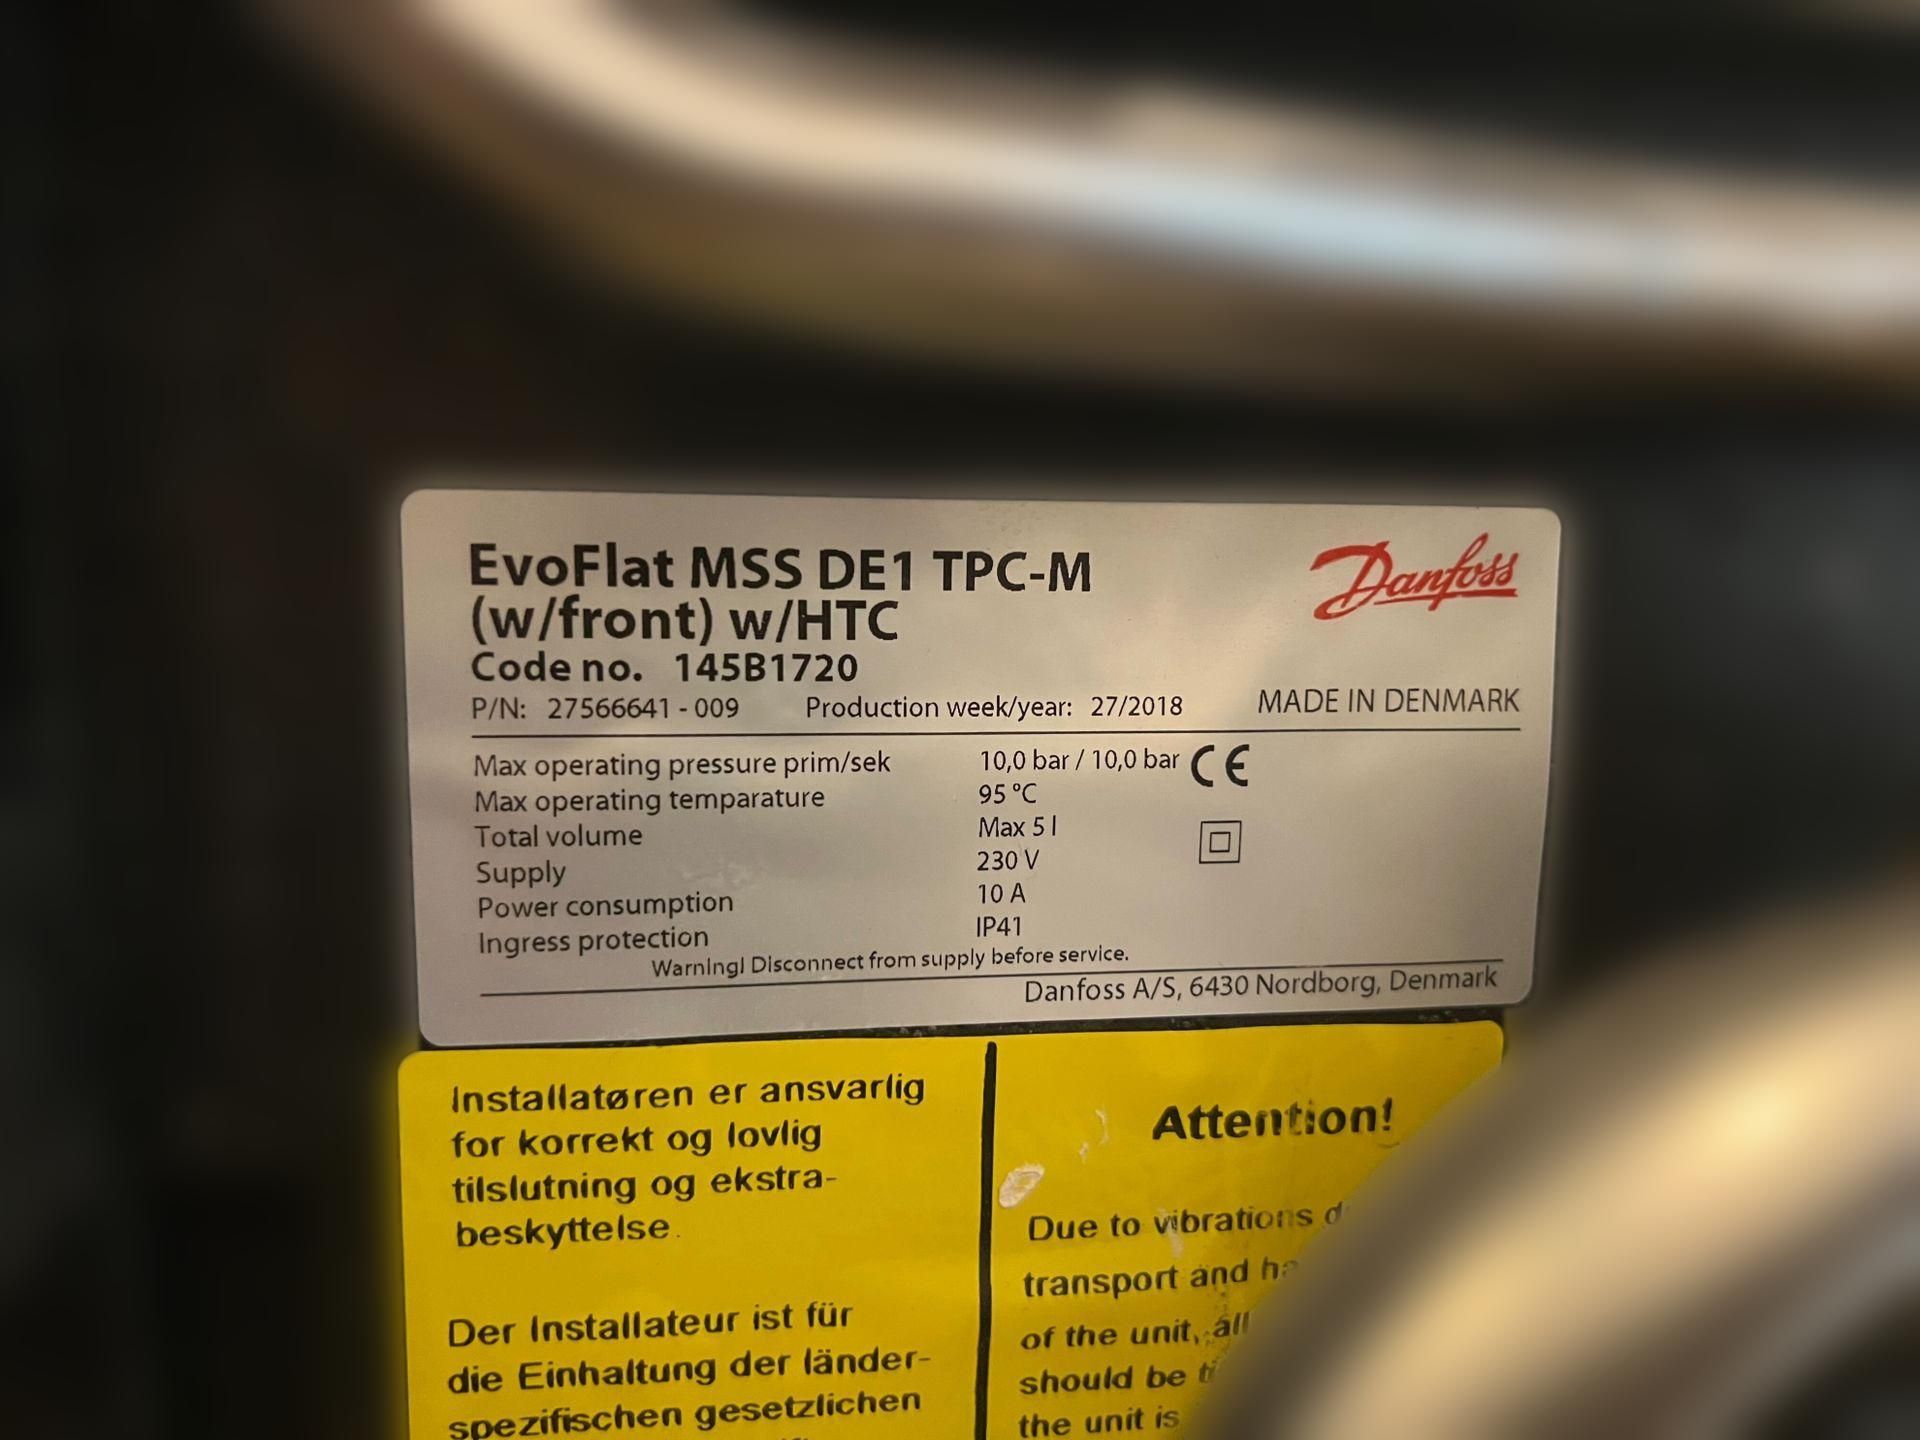 EvoFlat MSS DE1 TPC-M
(w/front) w/HTC
Danfoss
Code no. 145B1720
P/N: 27566641 - 009 Production week/year: 27/2018 MADE IN DENMARK
Max operating pressure prim/sek 10,0 bar / 10,0 bar CE
Max operating temparature 95 °C
Total volume Max 5 l
Supply 230 V
Power consumption 10 A
Ingress protection IP41
Warning! Disconnect from supply before service.
Danfoss A/S, 6430 Nordborg, Denmark
Installatøren er ansvarlig
for korrekt og lovlig
tilslutning og ekstra-
beskyttelse.
Der Installateur ist für
die Einhaltung der länder-
spezifischen gesetzlichen
Attention!
Due to vibrations
transport and
of the unit, all
should be
the unit is